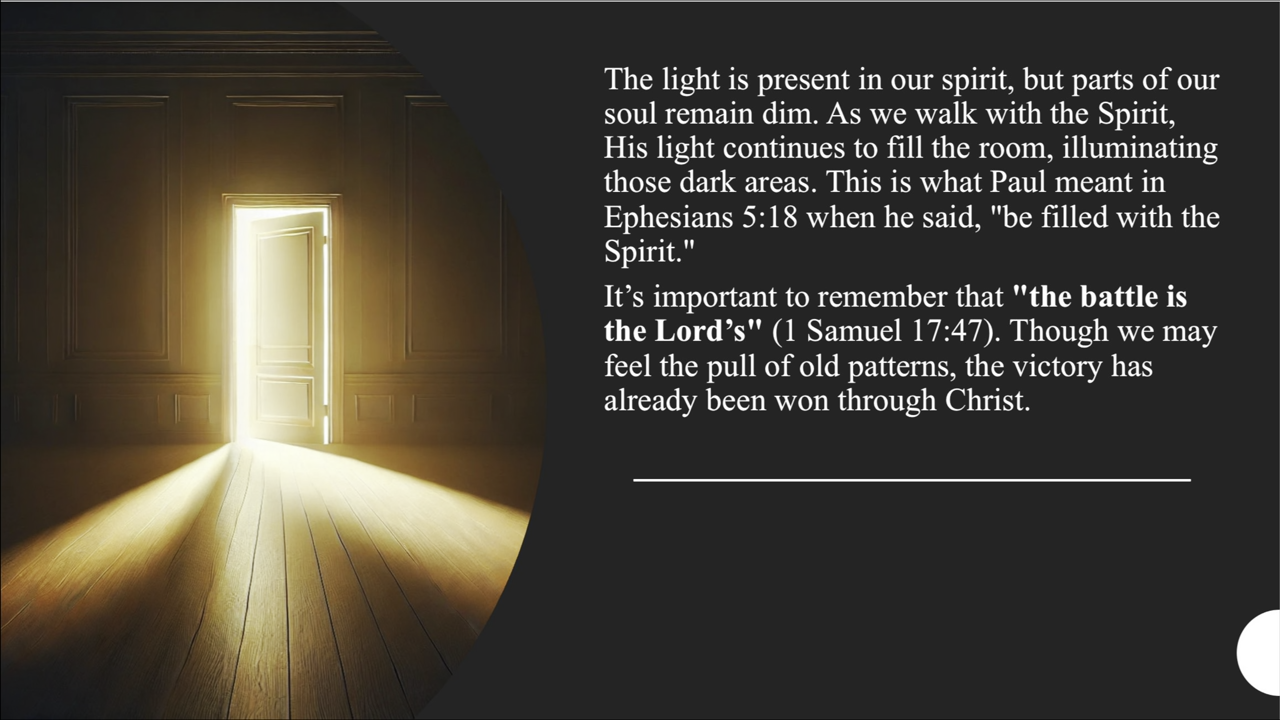 The light is present in our spirit, but parts of our
soul remain dim. As we walk with the Spirit,
His light continues to fill the room, illuminating
those dark areas. This is what Paul meant in
Ephesians 5:18 when he said, "be filled with the
Spirit."
It’s important to remember that "the battle is
the Lord’s" (1 Samuel 17:47). Though we may
feel the pull of old patterns, the victory has
already been won through Christ.